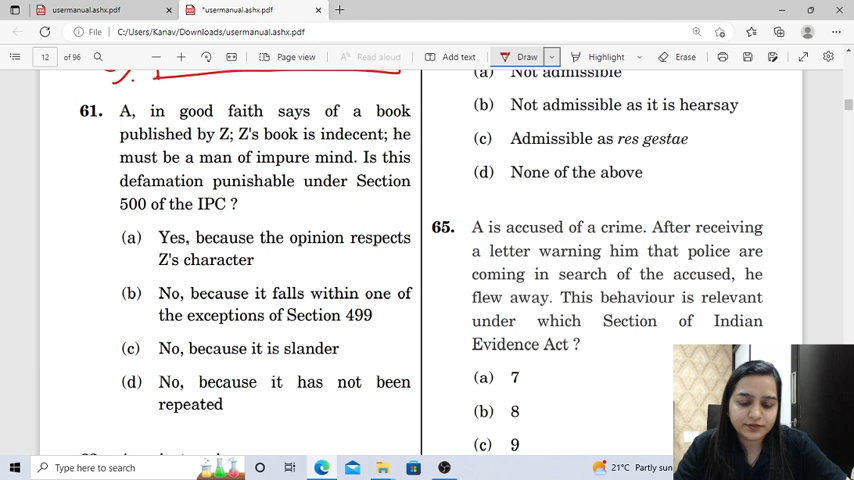 usermanual.ashx.pdf
*usermanual.ashx.pdf
File
C:/Users/Kanav/Downloads/usermanual.ashx.pdf
12 of 96
Page view
Read aloud
Add text
Draw
Highlight
Erase
61. A, in good faith says of a book
published by Z; Z's book is indecent; he
must be a man of impure mind. Is this
defamation punishable under Section
500 of the IPC ?
(a) Yes, because the opinion respects
Z's character
(b) No, because it falls within one of
the exceptions of Section 499
(c) No, because it is slander
(d) No, because it has not been
repeated
(a) Not admissible
(b) Not admissible as it is hearsay
(c) Admissible as res gestae
(d) None of the above
65. A is accused of a crime. After receiving
a letter warning him that police are
coming in search of the accused, he
flew away. This behaviour is relevant
under which Section of Indian
Evidence Act ?
(a) 7
(b) 8
(c) 9
Type here to search
21°C Partly sun